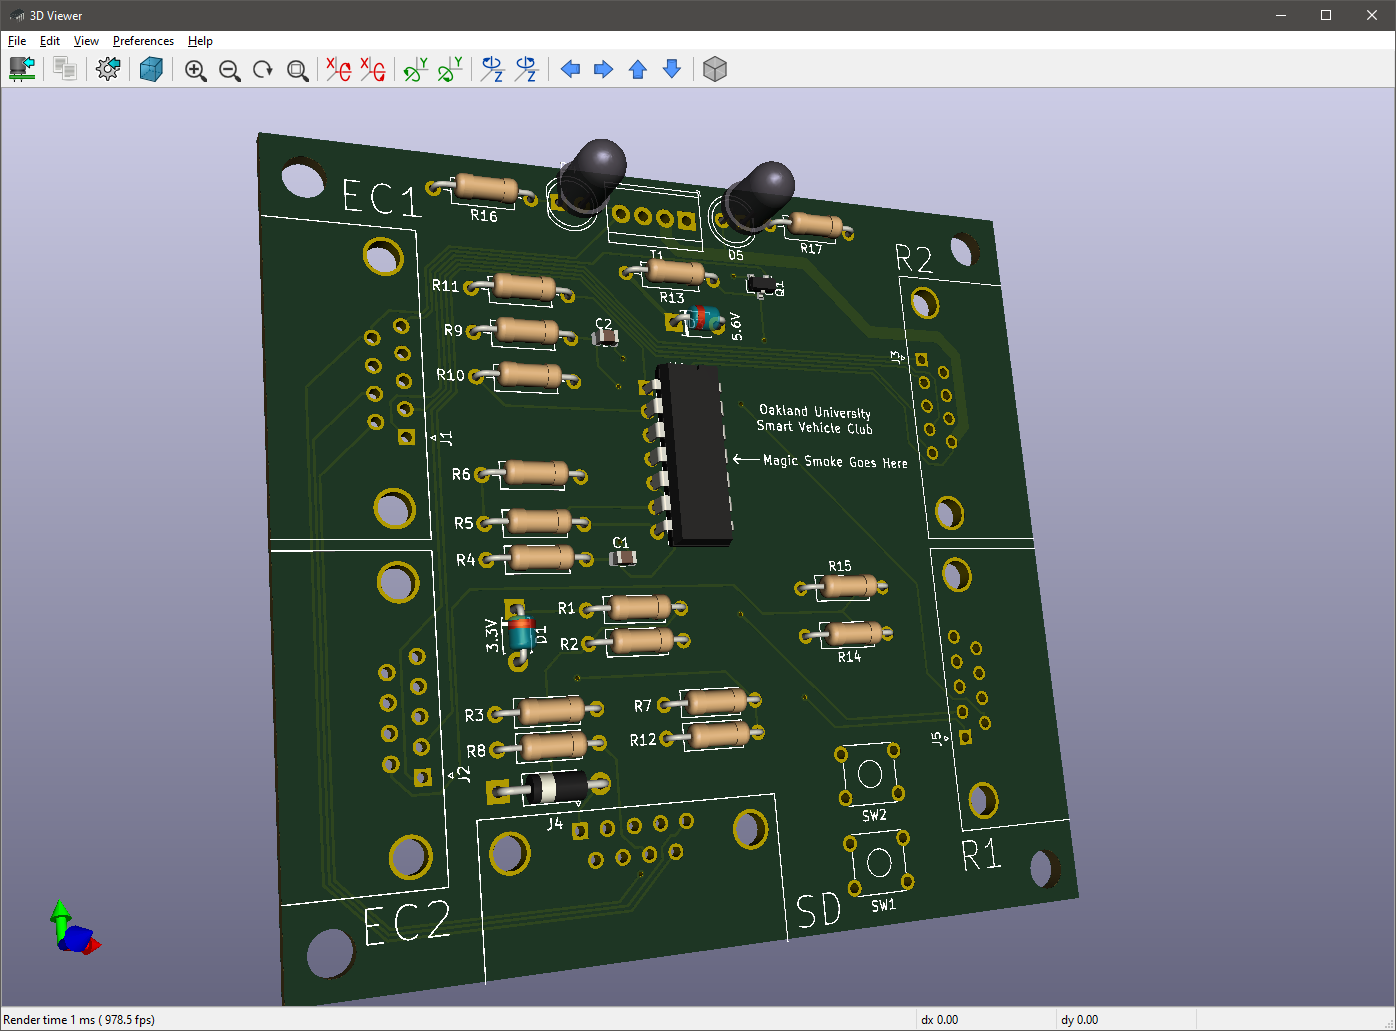 3D Viewer
File Edit View Preferences Help
X X Y Y Z Z
EC1
R16
T1
D5
R17
R2
R11
R13
Q1
R9
C2
5.6V
J3
R10
Oakland University
Smart Vehicle Club
J1
Magic Smoke Goes Here
R6
R5
R4
C1
R15
R1
3.3V
D1
R2
R14
R3
R7
R8
R12
J5
J2
J4
SW2
R1
SD
SW1
EC2
Render time 1 ms ( 978.5 fps)
dx 0.00
dy 0.00